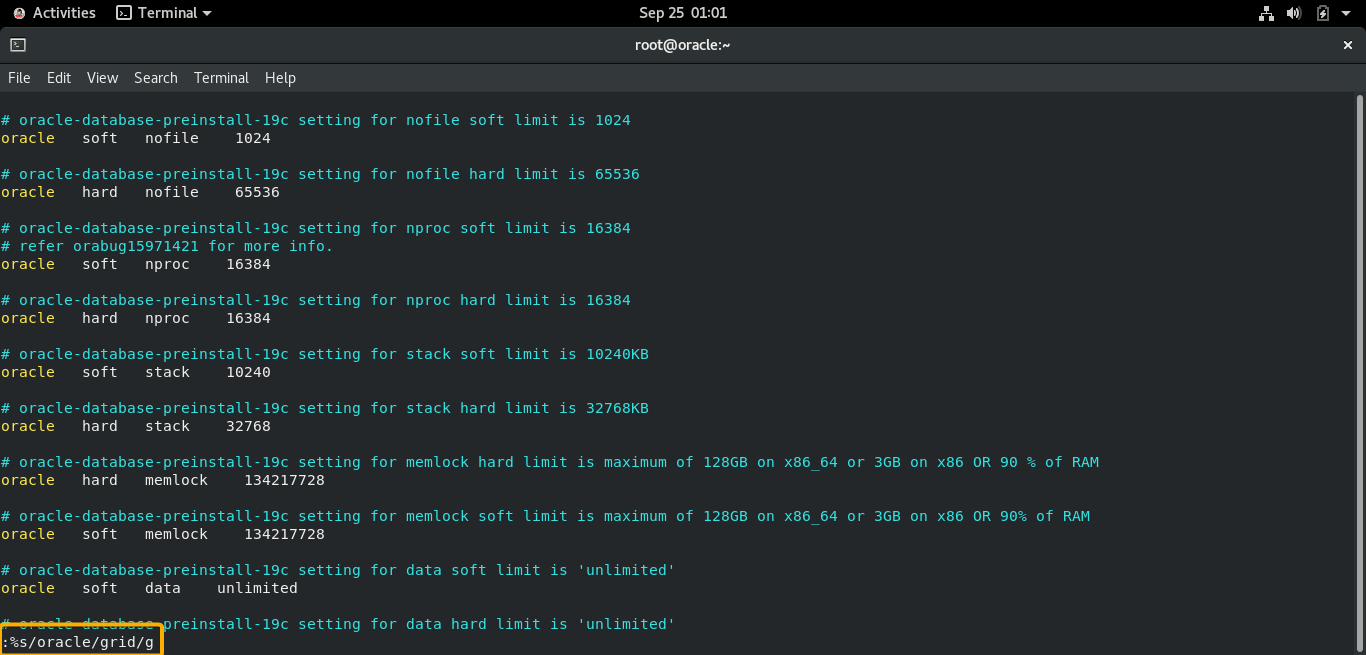 Activities Terminal Sep 25 01:01
root@oracle:~
File Edit View Search Terminal Help
# oracle-database-preinstall-19c setting for nofile soft limit is 1024
oracle   soft   nofile    1024
# oracle-database-preinstall-19c setting for nofile hard limit is 65536
oracle   hard   nofile    65536
# oracle-database-preinstall-19c setting for nproc soft limit is 16384
# refer orabug15971421 for more info.
oracle   soft   nproc    16384
# oracle-database-preinstall-19c setting for nproc hard limit is 16384
oracle   hard   nproc    16384
# oracle-database-preinstall-19c setting for stack soft limit is 10240KB
oracle   soft   stack    10240
# oracle-database-preinstall-19c setting for stack hard limit is 32768KB
oracle   hard   stack    32768
# oracle-database-preinstall-19c setting for memlock hard limit is maximum of 128GB on x86_64 or 3GB on x86 OR 90 % of RAM
oracle   hard   memlock    134217728
# oracle-database-preinstall-19c setting for memlock soft limit is maximum of 128GB on x86_64 or 3GB on x86 OR 90% of RAM
oracle   soft   memlock    134217728
# oracle-database-preinstall-19c setting for data soft limit is 'unlimited'
oracle   soft   data    unlimited
# oracle-database-preinstall-19c setting for data hard limit is 'unlimited'
:%s/oracle/grid/g